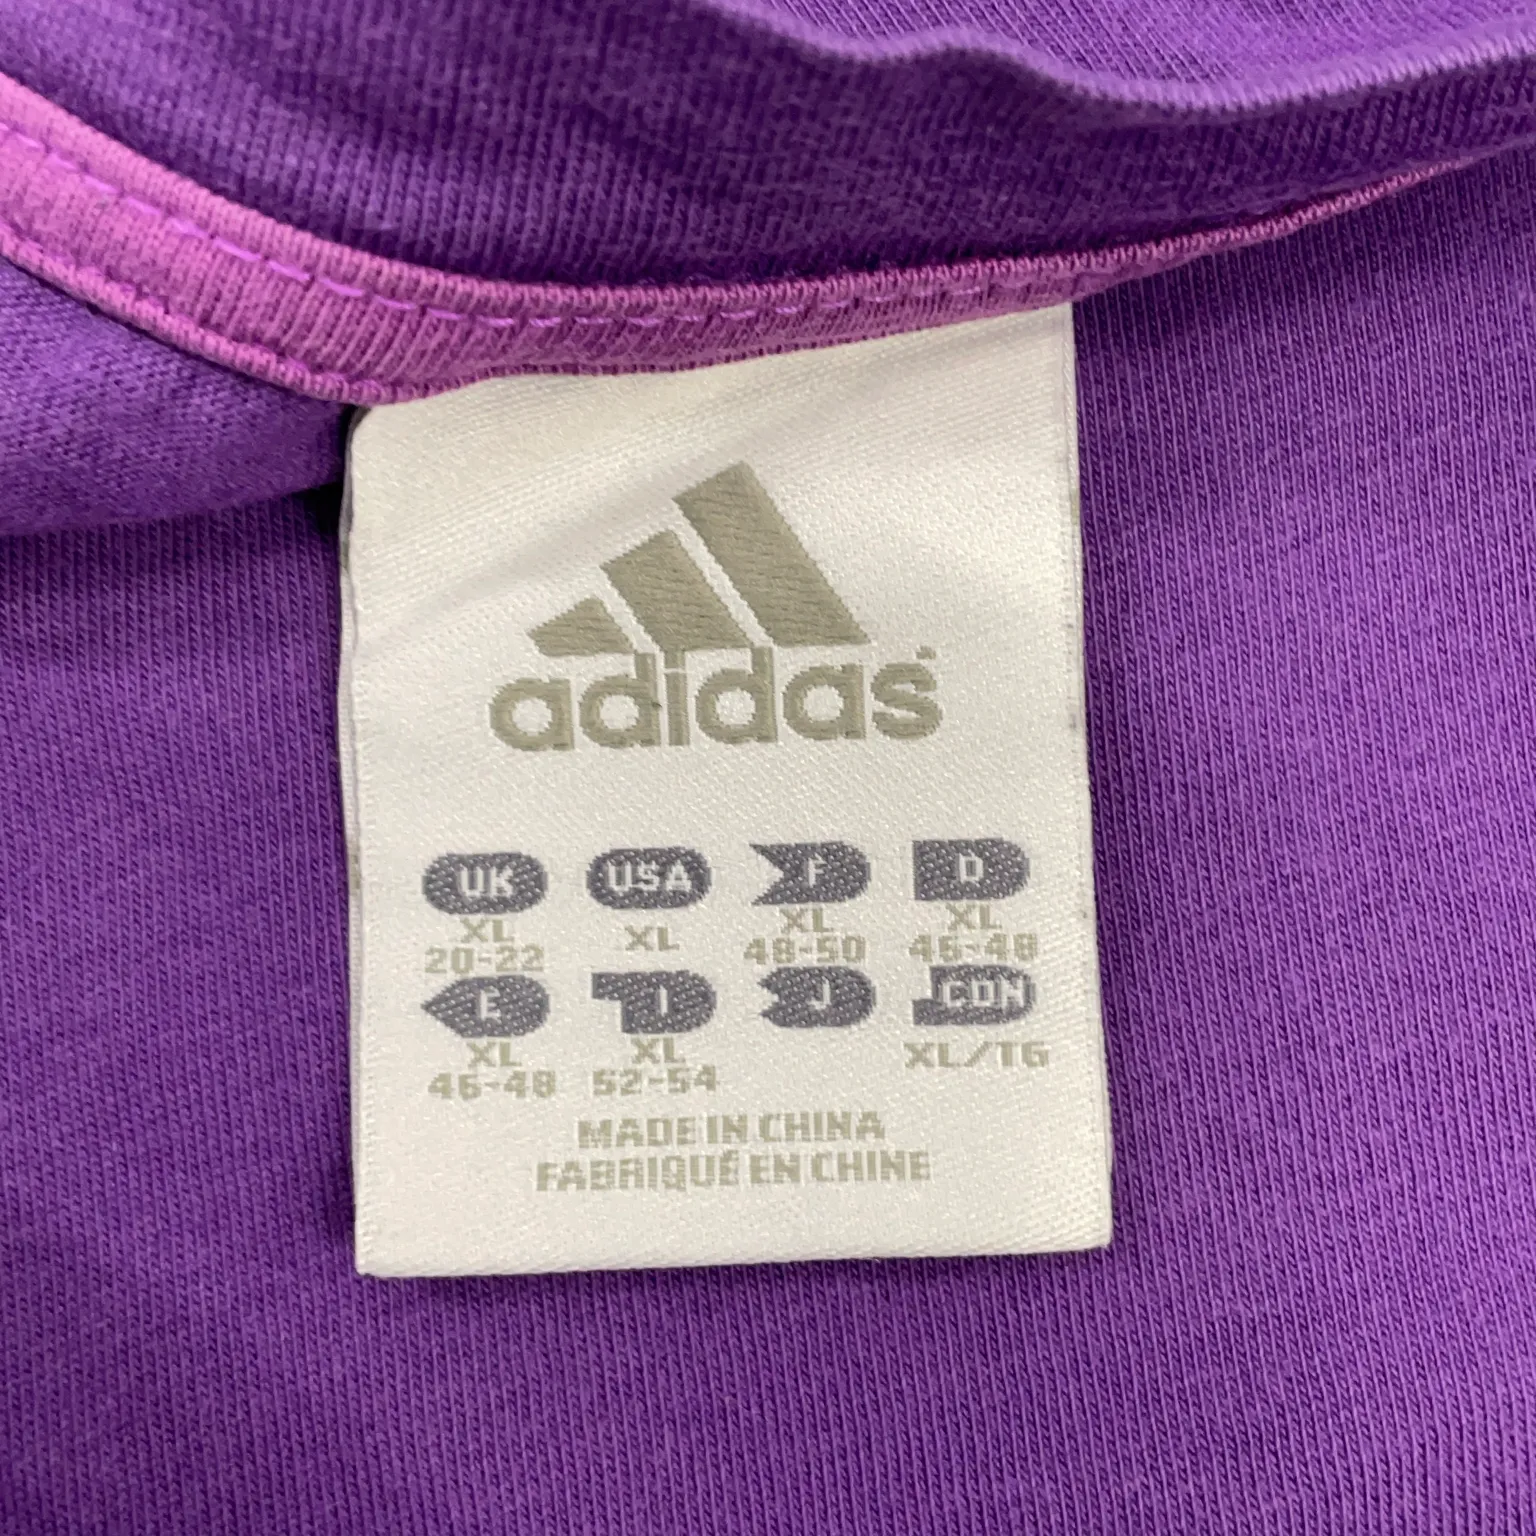 adidas
UK USA F D
XL XL XL XL
20-22 48-50 46-48
E I J CDN
XL XL XL/TG
46-48 52-54
MADE IN CHINA
FABRIQUÉ EN CHINE